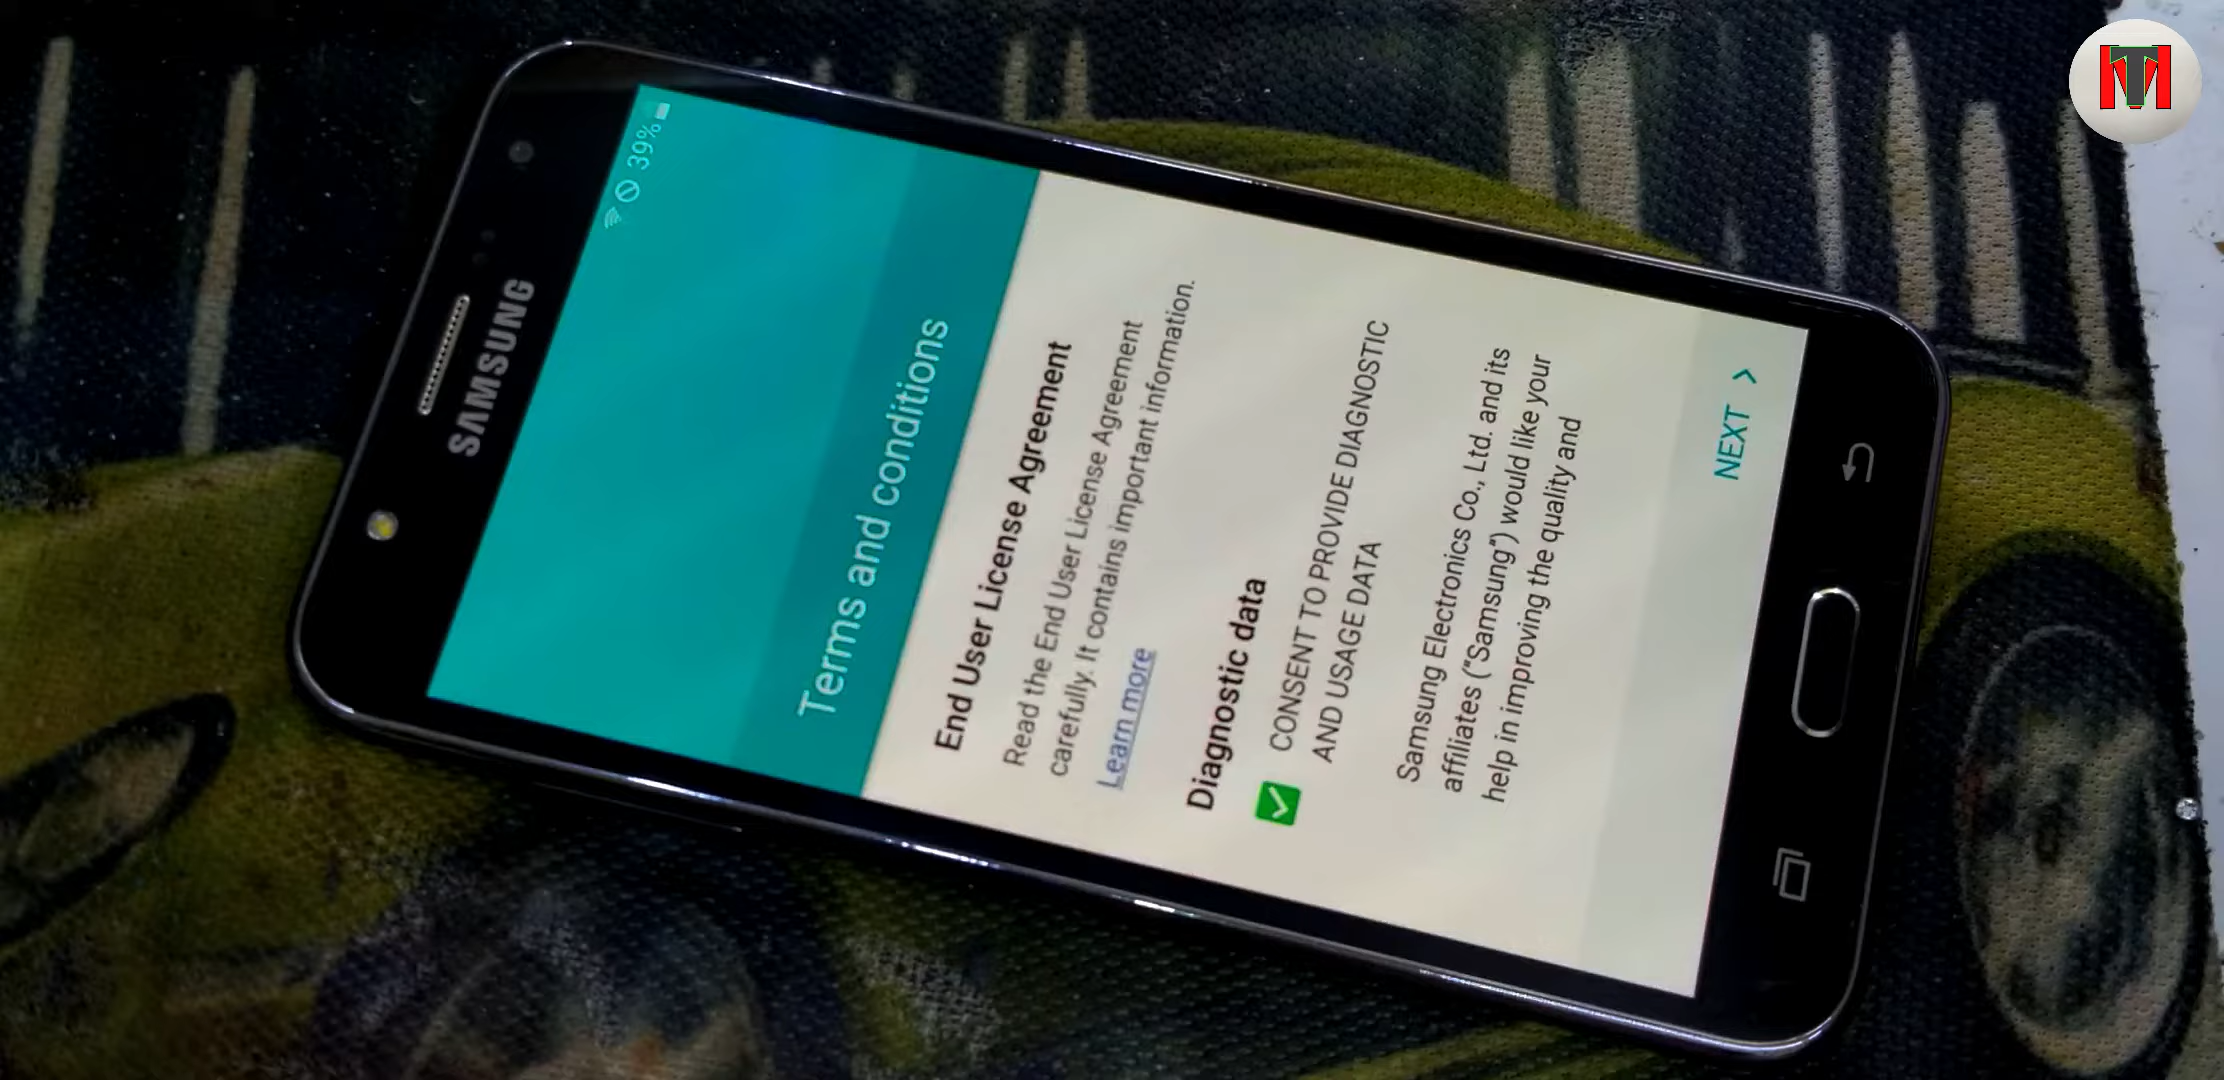 SAMSUNG
39%
Terms and conditions
End User License Agreement
Read the End User License Agreement
carefully. It contains important information.
Learn more
Diagnostic data
CONSENT TO PROVIDE DIAGNOSTIC
AND USAGE DATA
Samsung Electronics Co., Ltd. and its
affiliates ("Samsung") would like your
help in improving the quality and
NEXT >
MT